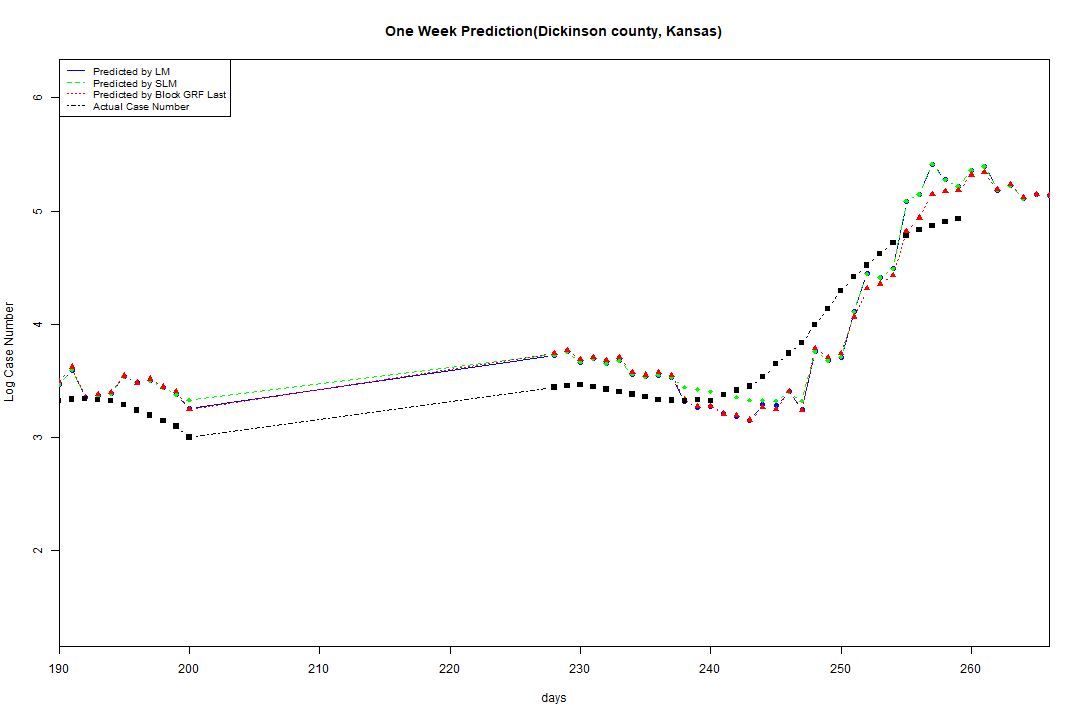 One Week Prediction(Dickinson county, Kansas)
Predicted by LM
Predicted by SLM
Predicted by Block GRF Last
Actual Case Number
6
5
4
3
2
Log Case Number
190 200 210 220 230 240 250 260
days